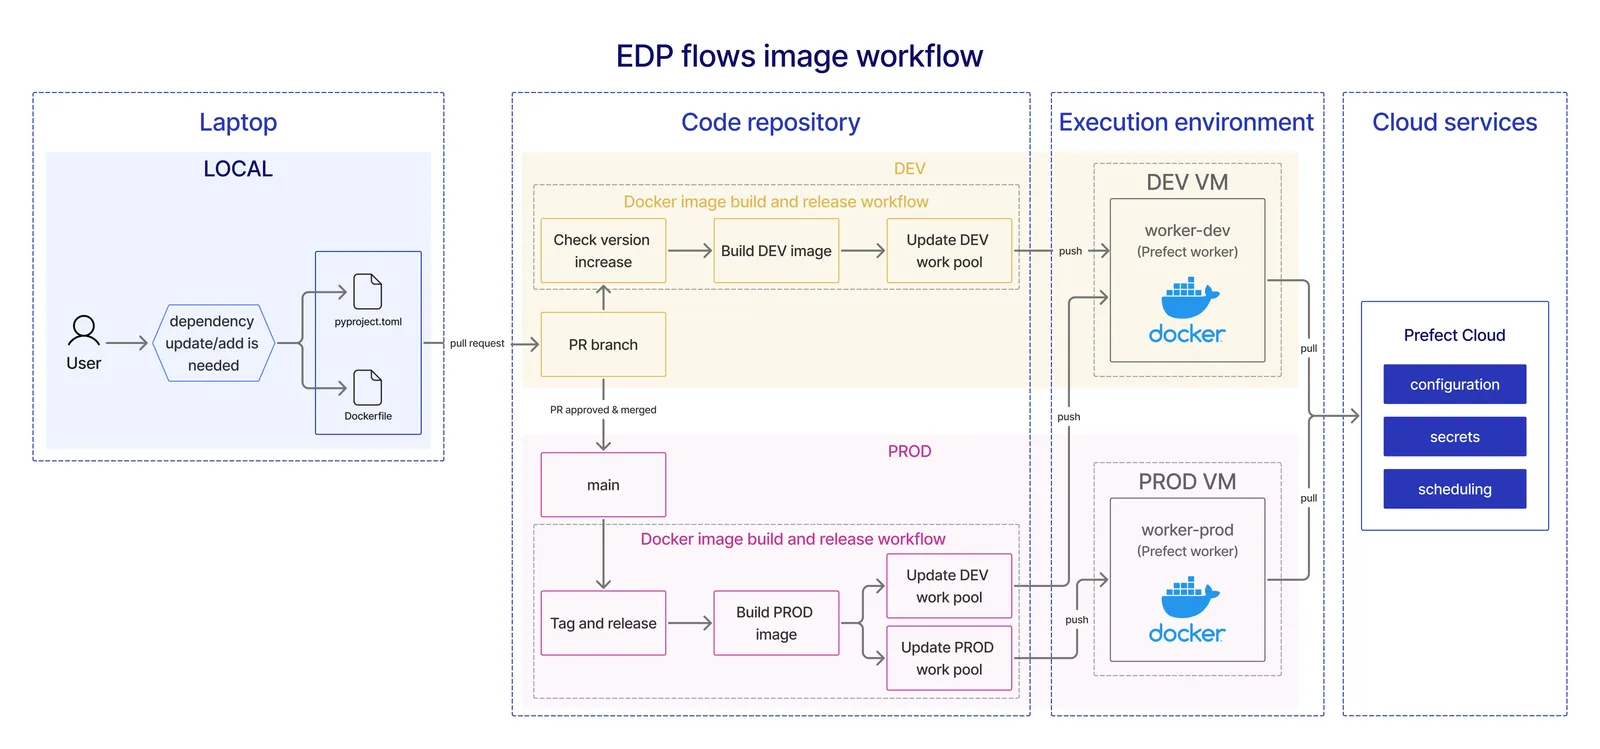 EDP flows image workflow
Laptop
LOCAL
User
dependency
update/add is
needed
pyproject.toml
Dockerfile
pull request
Code repository
DEV
Docker image build and release workflow
Check version
increase
Build DEV image
Update DEV
work pool
PR branch
PR approved & merged
PROD
main
Docker image build and release workflow
Tag and release
Build PROD
image
Update DEV
work pool
Update PROD
work pool
push
push
push
Execution environment
DEV VM
worker-dev
(Prefect worker)
docker
PROD VM
worker-prod
(Prefect worker)
docker
pull
pull
Cloud services
Prefect Cloud
configuration
secrets
scheduling